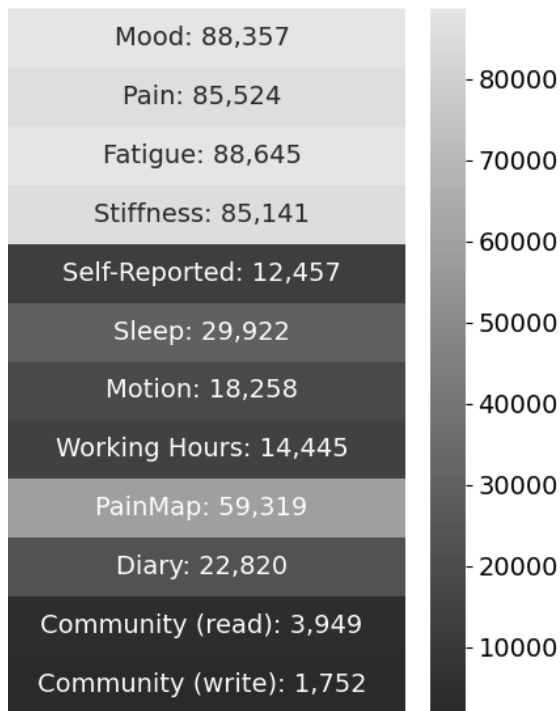 Mood: 88,357
Pain: 85,524
Fatigue: 88,645
Stiffness: 85,141
Self-Reported: 12,457
Sleep: 29,922
Motion: 18,258
Working Hours: 14,445
PainMap: 59,319
Diary: 22,820
Community (read): 3,949
Community (write): 1,752
80000
70000
60000
50000
40000
30000
20000
10000